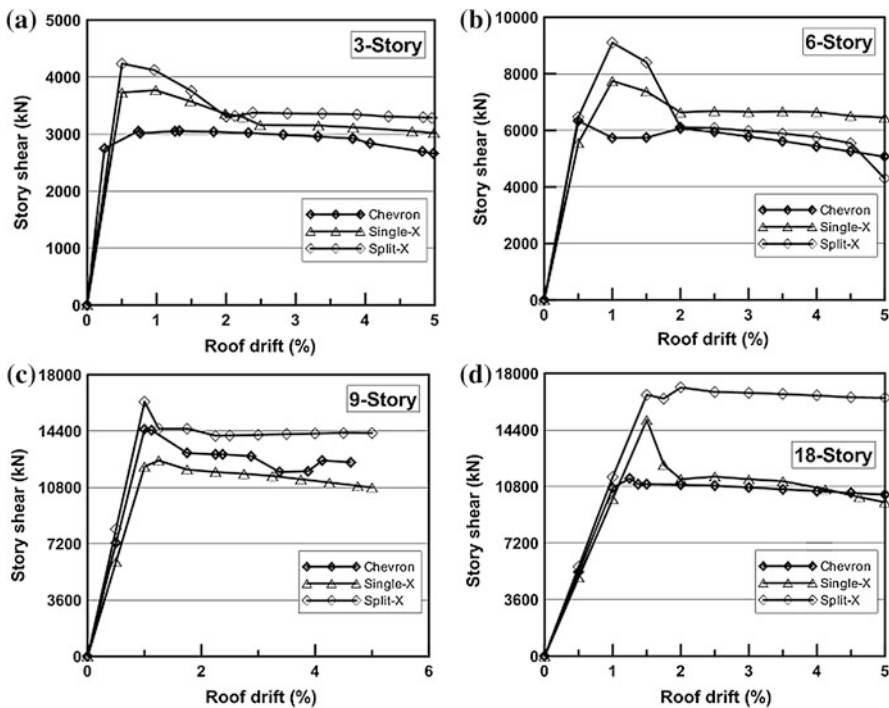 (a)
3-Story
Story shear (kN)
5000
4000
3000
2000
1000
0
0 1 2 3 4 5
Roof drift (%)
Chevron
Single-X
Split-X
(b)
6-Story
Story shear (kN)
10000
8000
6000
4000
2000
0
0 1 2 3 4 5
Roof drift (%)
Chevron
Single-X
Split-X
(c)
9-Story
Story shear (kN)
18000
14400
10800
7200
3600
0
0 2 4 6
Roof drift (%)
Chevron
Single-X
Split-X
(d)
18-Story
Story shear (kN)
18000
14400
10800
7200
3600
0
0 1 2 3 4 5
Roof drift (%)
Chevron
Single-X
Split-X